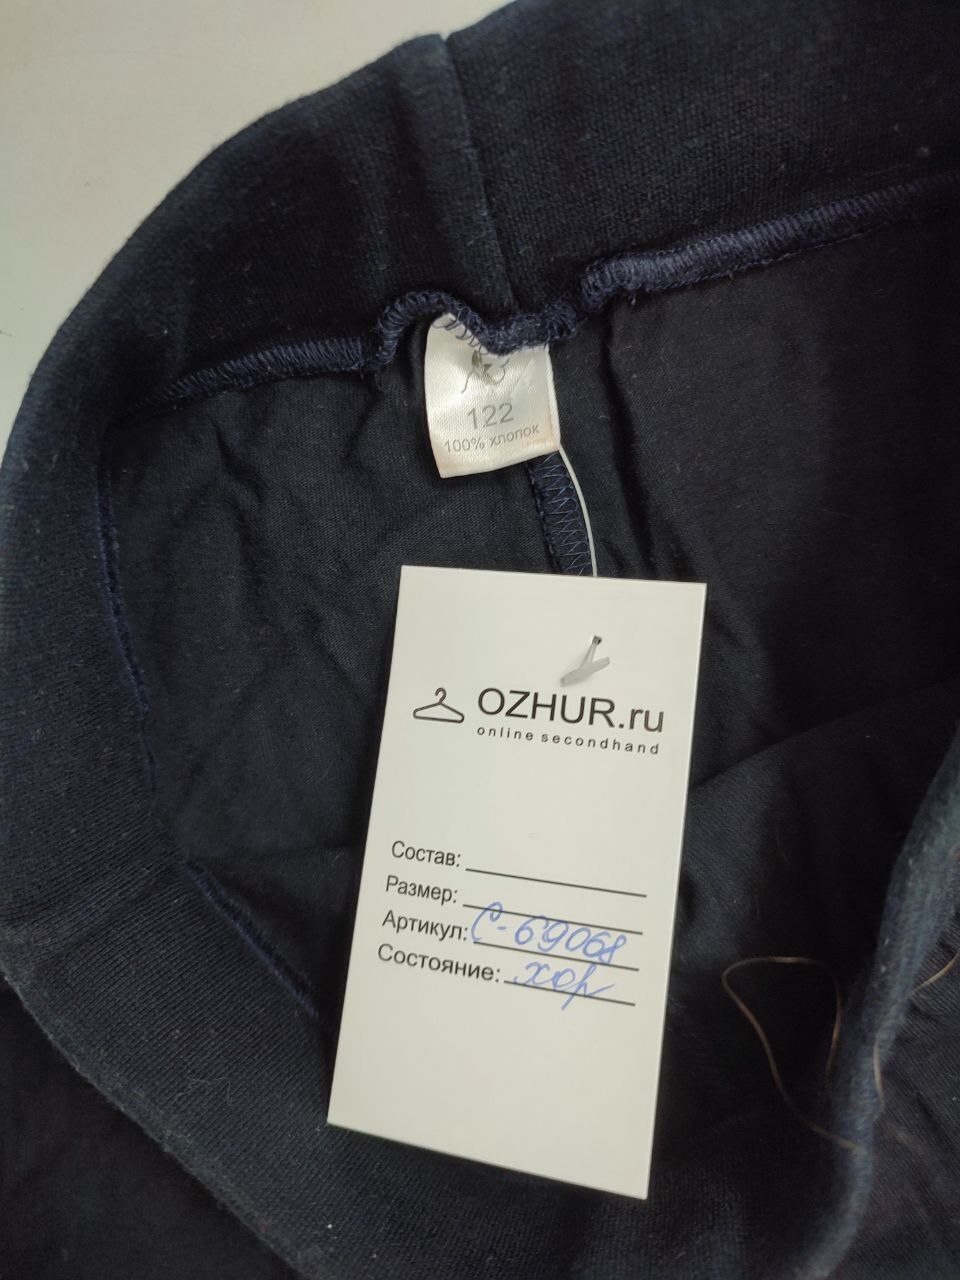 122
100% хлопок
OZHUR.ru
online secondhand
Состав:
Размер:
Артикул: С-69068
Состояние: хор